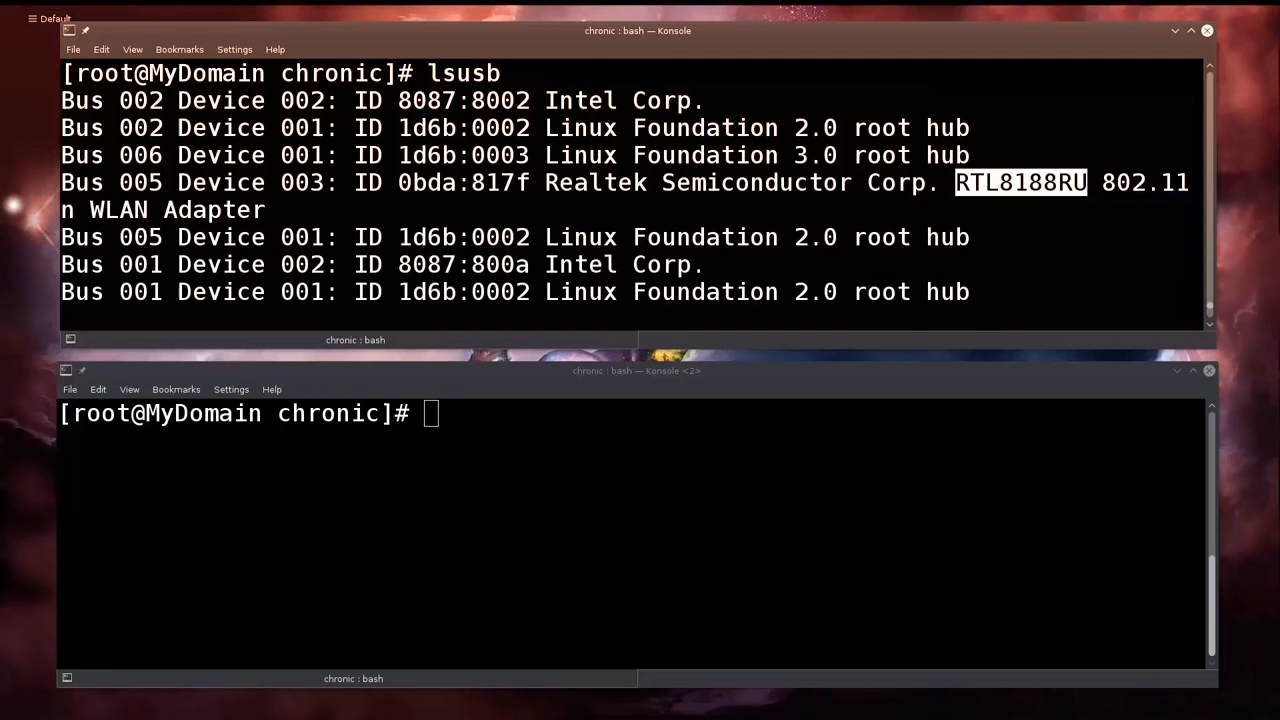 Default
chronic : bash — Konsole
File Edit View Bookmarks Settings Help
[root@MyDomain chronic]# lsusb
Bus 002 Device 002: ID 8087:8002 Intel Corp.
Bus 002 Device 001: ID 1d6b:0002 Linux Foundation 2.0 root hub
Bus 006 Device 001: ID 1d6b:0003 Linux Foundation 3.0 root hub
Bus 005 Device 003: ID 0bda:817f Realtek Semiconductor Corp. RTL8188RU 802.11
n WLAN Adapter
Bus 005 Device 001: ID 1d6b:0002 Linux Foundation 2.0 root hub
Bus 001 Device 002: ID 8087:800a Intel Corp.
Bus 001 Device 001: ID 1d6b:0002 Linux Foundation 2.0 root hub
chronic : bash
chronic : bash — Konsole <2>
File Edit View Bookmarks Settings Help
[root@MyDomain chronic]#
chronic : bash